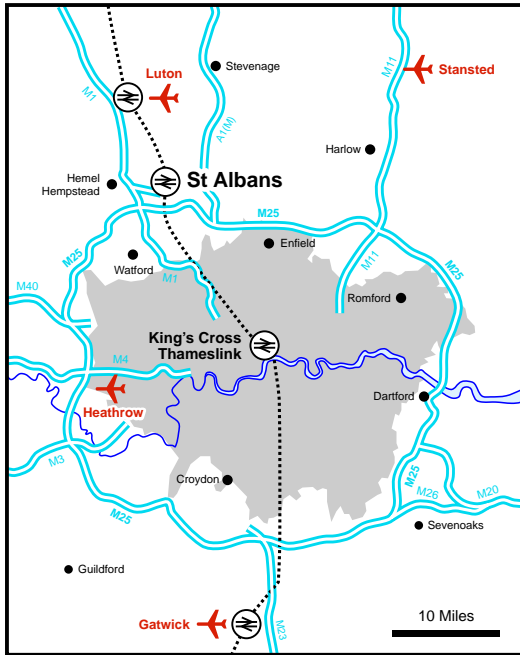 Luton
Stevenage
M11
Stansted
M1
A1(M)
Harlow
Hemel
Hempstead
St Albans
M25
Enfield
M25
M25
Watford
M11
M40
M1
Romford
King's Cross
Thameslink
M4
Heathrow
Dartford
M3
Croydon
M25
M26
M20
M25
Sevenoaks
Guildford
Gatwick
M23
10 Miles